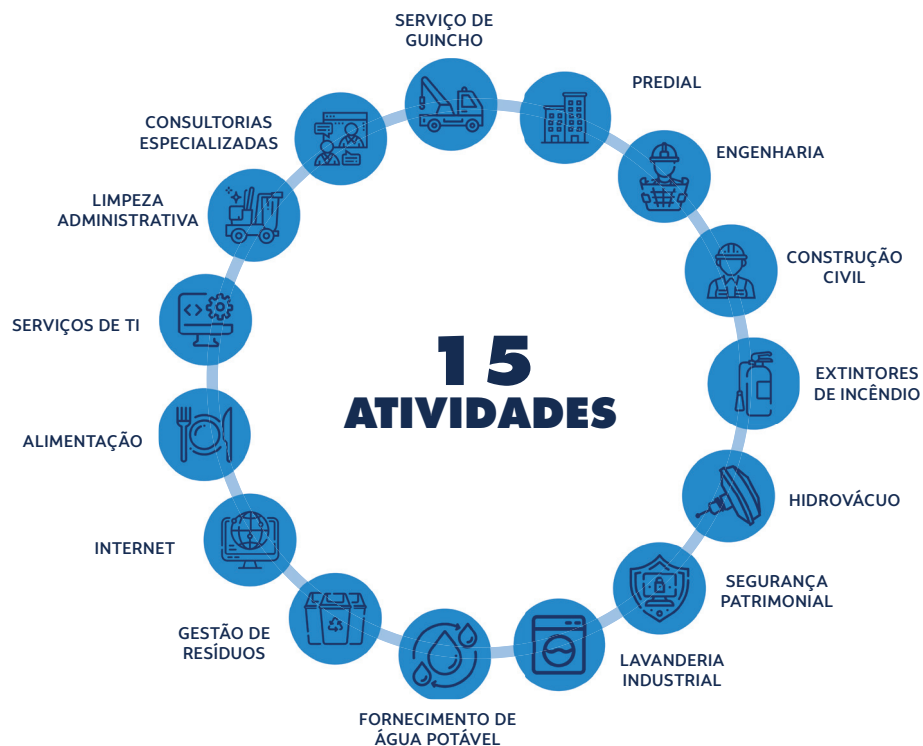 SERVIÇO DE
GUINCHO
PREDIAL
ENGENHARIA
CONSTRUÇÃO
CIVIL
EXTINTORES
DE INCÊNDIO
HIDROVÁCUO
SEGURANÇA
PATRIMONIAL
LAVANDERIA
INDUSTRIAL
FORNECIMENTO DE
ÁGUA POTÁVEL
GESTÃO DE
RESÍDUOS
INTERNET
ALIMENTAÇÃO
SERVIÇOS DE TI
LIMPEZA
ADMINISTRATIVA
CONSULTORIAS
ESPECIALIZADAS
15
ATIVIDADES